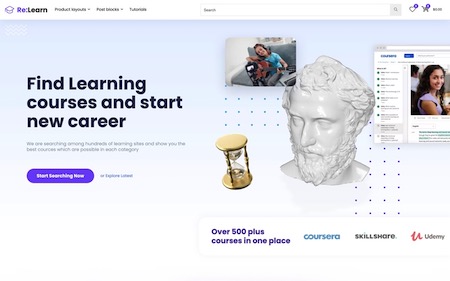 Re:Learn
Product layouts
Post blocks
Tutorials
Search
0
0
$0.00
Find Learning
courses and start
new career
We are searching among hundreds of learning sites and show you the
best courses which are possible in each category
Start Searching Now
or Explore Latest
coursera
Over 500 plus
courses in one place
coursera
SKILLSHARE.
Udemy